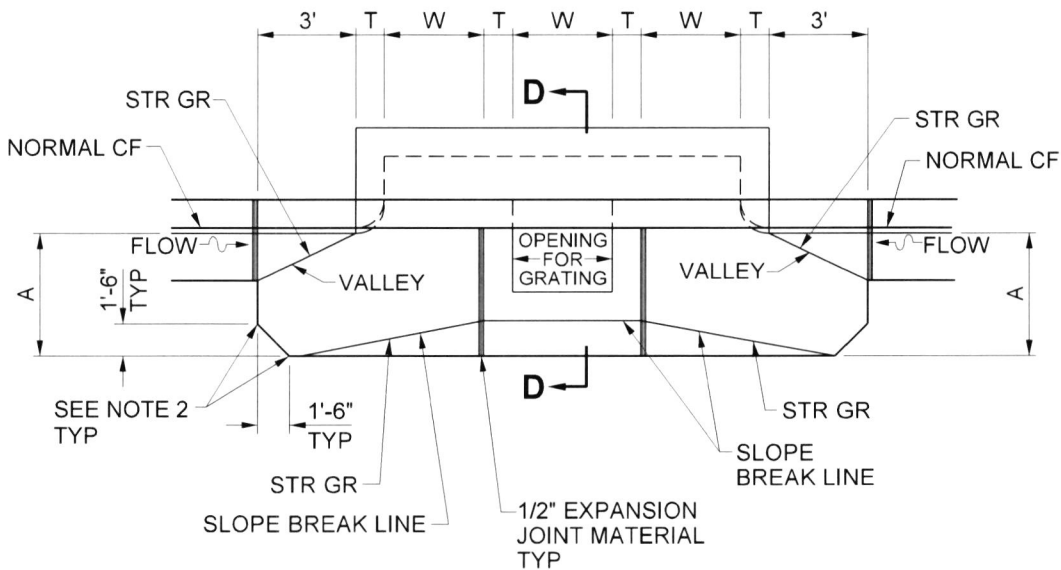 3' T W T W T W T 3'
D
STR GR
STR GR
NORMAL CF
NORMAL CF
FLOW
OPENING
FOR
GRATING
FLOW
VALLEY
VALLEY
A
1'-6"
TYP
A
D
SEE NOTE 2
TYP
1'-6"
TYP
STR GR
SLOPE
BREAK LINE
STR GR
SLOPE BREAK LINE
1/2" EXPANSION
JOINT MATERIAL
TYP